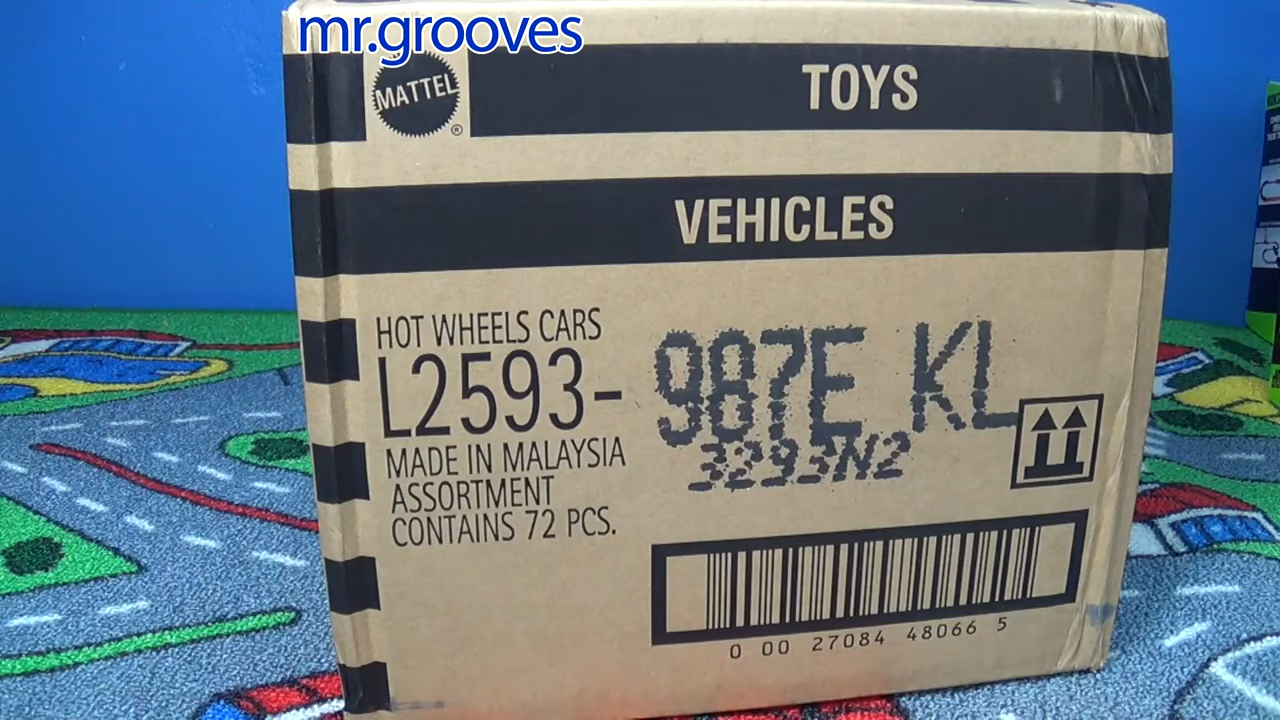 mr.grooves
MATTEL
®
TOYS
VEHICLES
HOT WHEELS CARS
L2593-
MADE IN MALAYSIA
ASSORTMENT
CONTAINS 72 PCS.
987E KL
3293N2
0 00 27084 48066 5